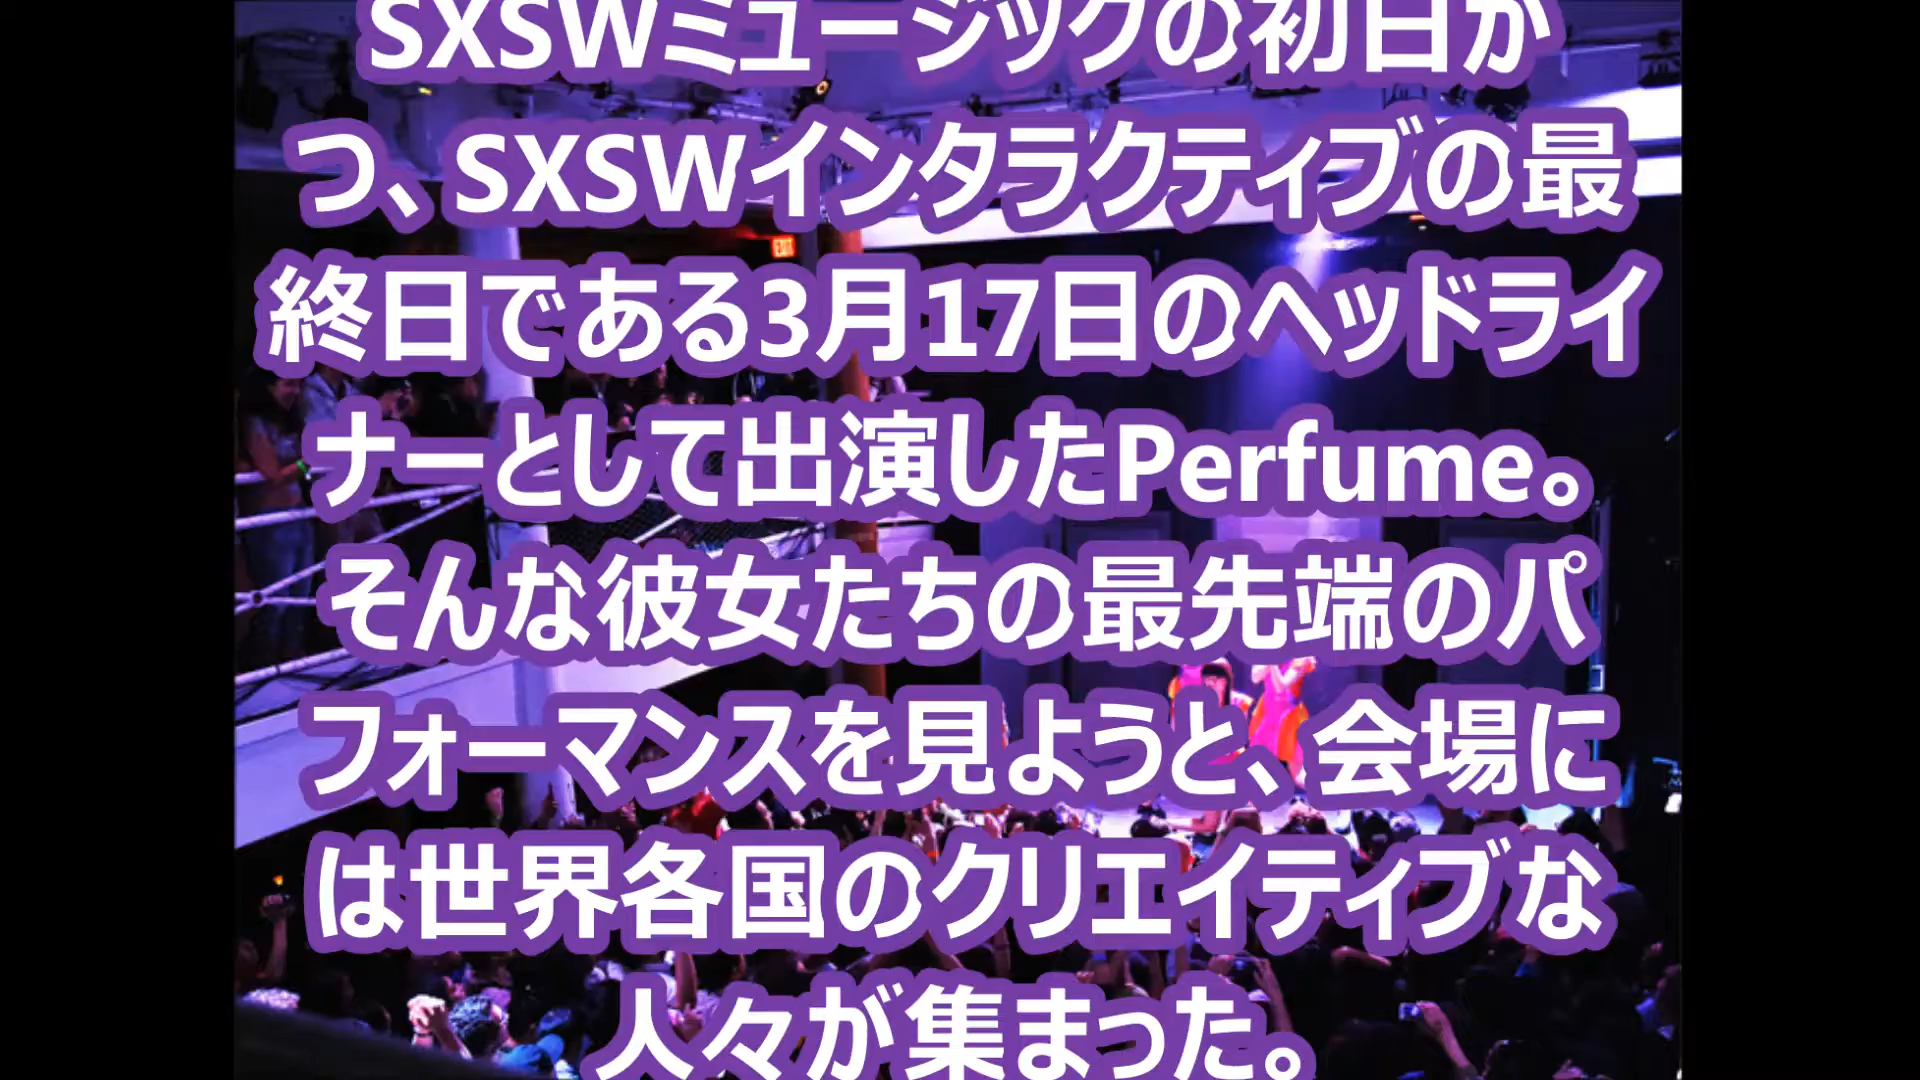 SXSWミュージックの初日か
つ、SXSWインタラクティブの最
終日である3月17日のヘッドライ
ナーとして出演したPerfume。
そんな彼女たちの最先端のパ
フォーマンスを見ようと、会場に
は世界各国のクリエイティブな
人々が集まった。
EXIT